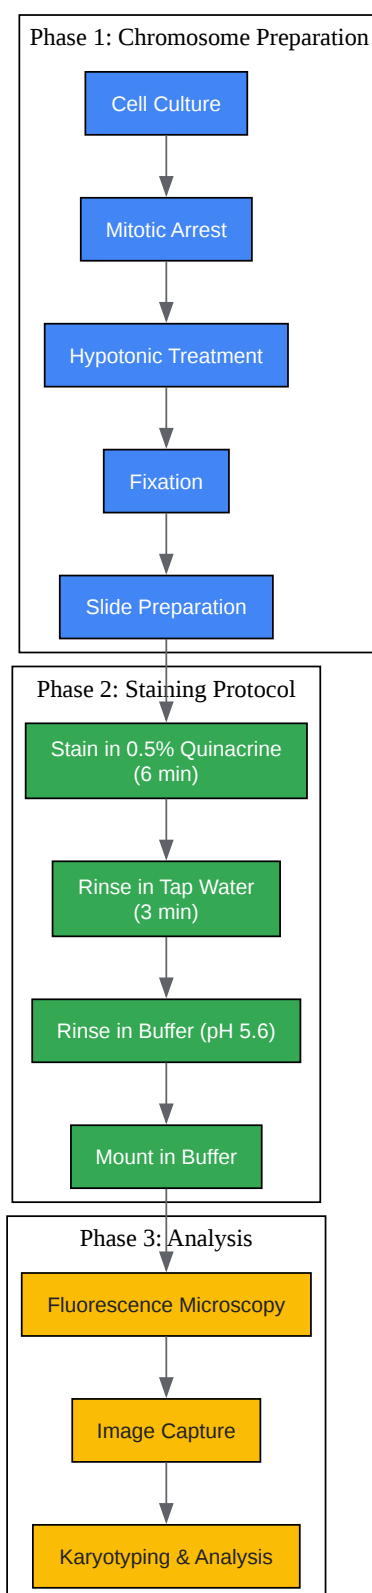 Phase 1: Chromosome Preparation
Cell Culture
Mitotic Arrest
Hypotonic Treatment
Fixation
Slide Preparation
Phase 2: Staining Protocol
Stain in 0.5% Quinacrine
(6 min)
Rinse in Tap Water
(3 min)
Rinse in Buffer (pH 5.6)
Mount in Buffer
Phase 3: Analysis
Fluorescence Microscopy
Image Capture
Karyotyping & Analysis